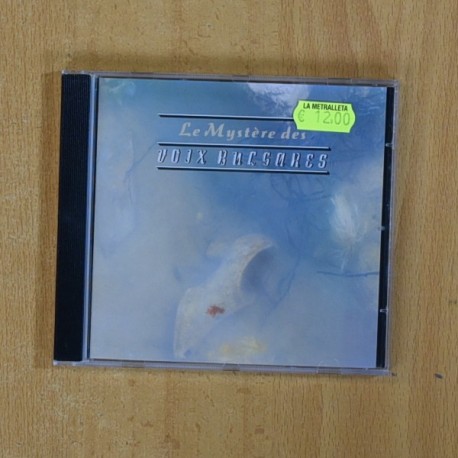 LA METRALLETA
€ 12,00
Le Mystère des
VOIX BULGARES